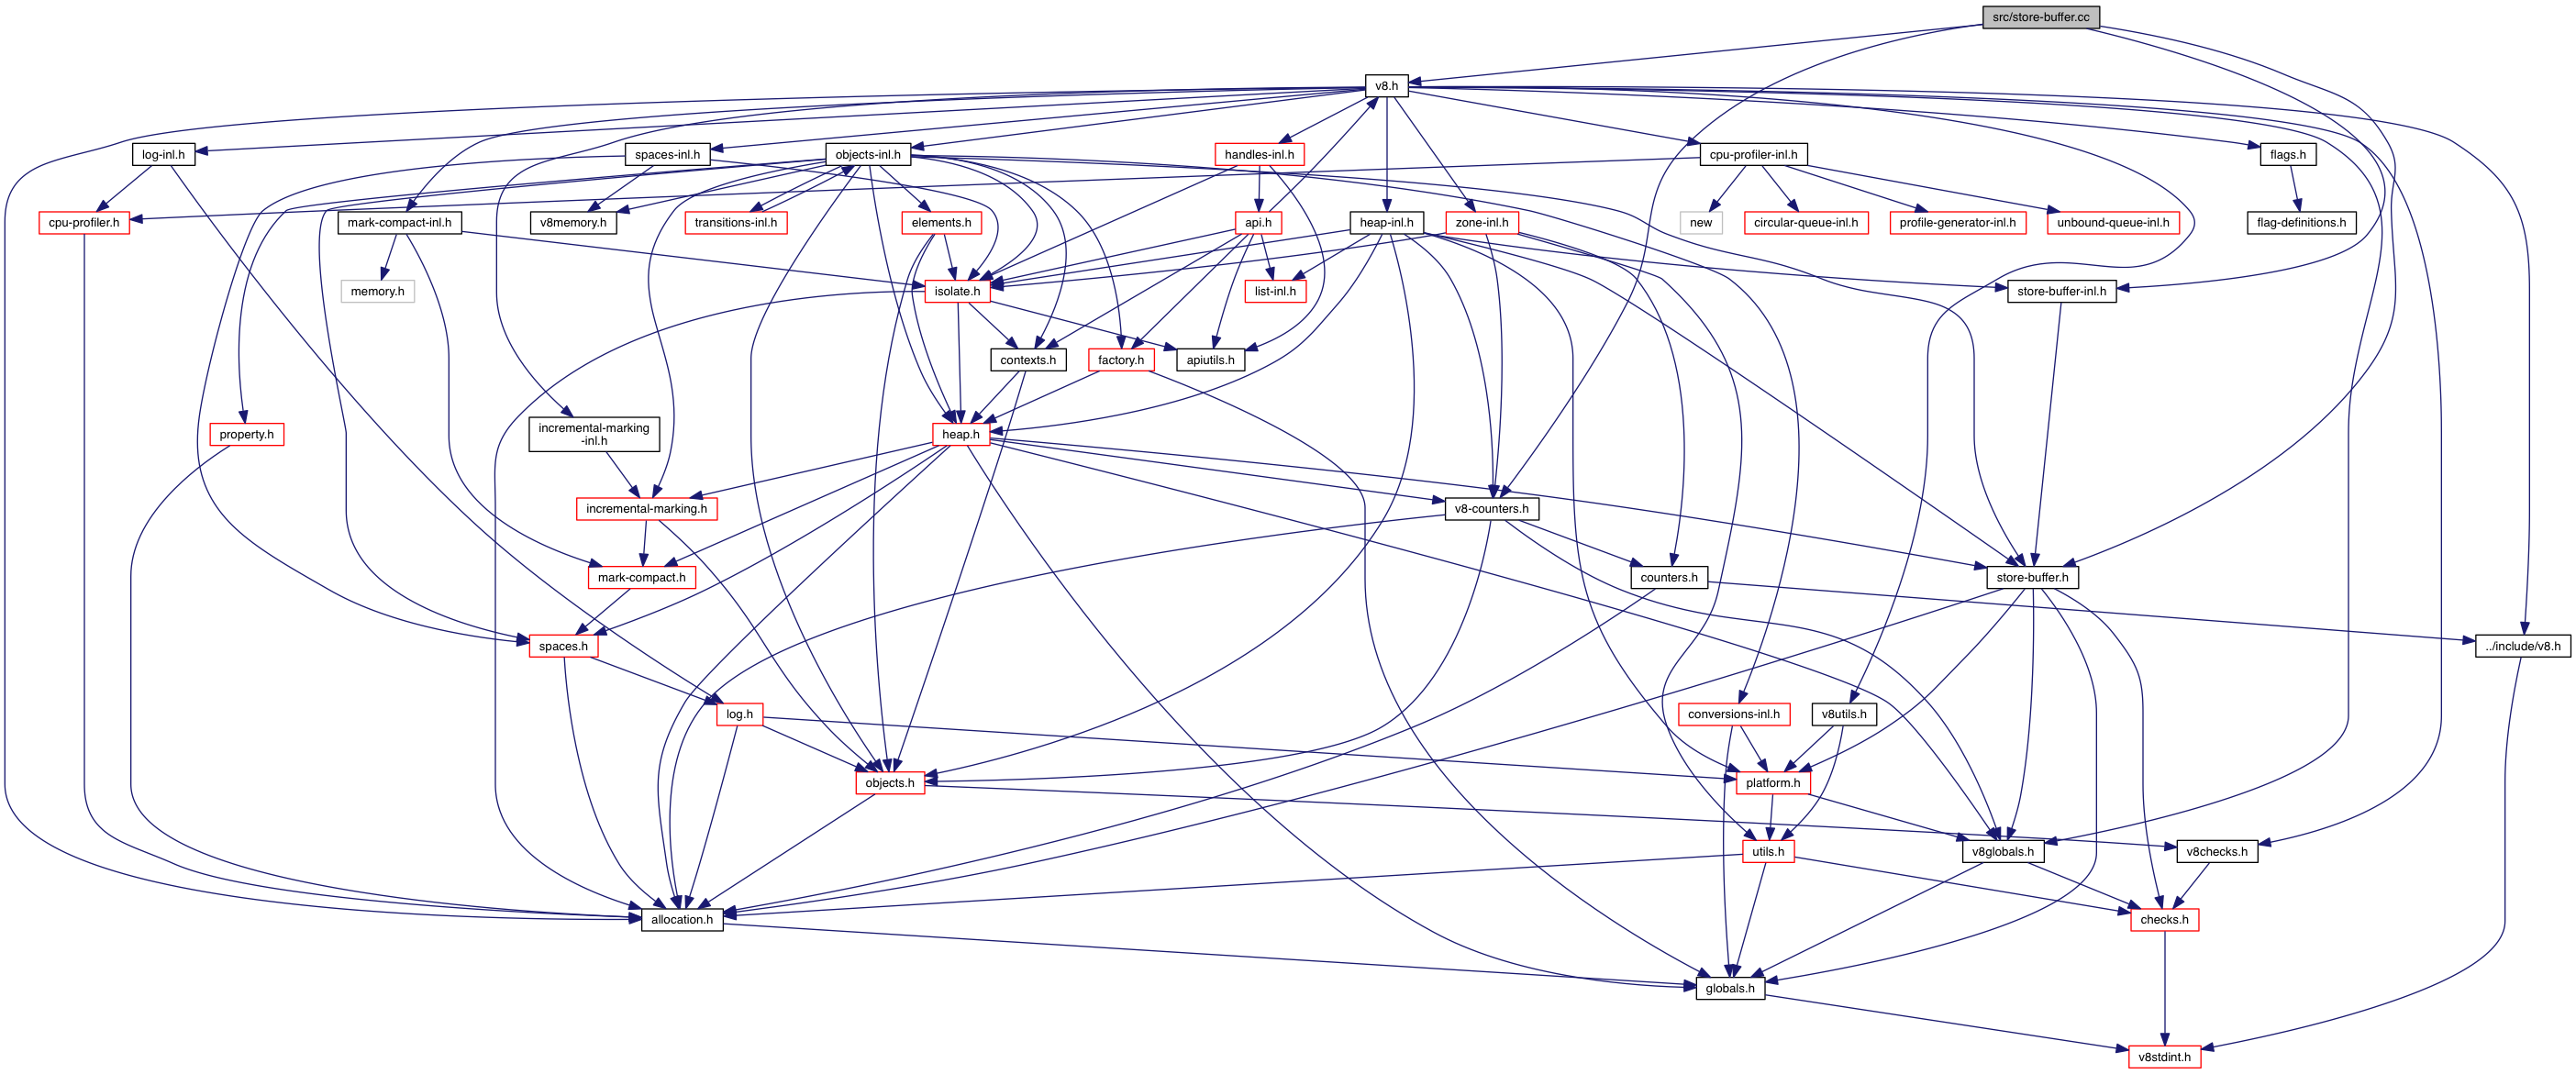 src/store-buffer.cc
v8.h
log-inl.h
spaces-inl.h
objects-inl.h
handles-inl.h
cpu-profiler-inl.h
flags.h
cpu-profiler.h
mark-compact-inl.h
v8memory.h
transitions-inl.h
elements.h
api.h
heap-inl.h
zone-inl.h
new
circular-queue-inl.h
profile-generator-inl.h
unbound-queue-inl.h
flag-definitions.h
memory.h
isolate.h
list-inl.h
store-buffer-inl.h
contexts.h
factory.h
apiutils.h
property.h
incremental-marking
-inl.h
heap.h
incremental-marking.h
v8-counters.h
mark-compact.h
counters.h
store-buffer.h
spaces.h
../include/v8.h
log.h
conversions-inl.h
v8utils.h
objects.h
platform.h
utils.h
v8globals.h
v8checks.h
allocation.h
checks.h
globals.h
v8stdint.h